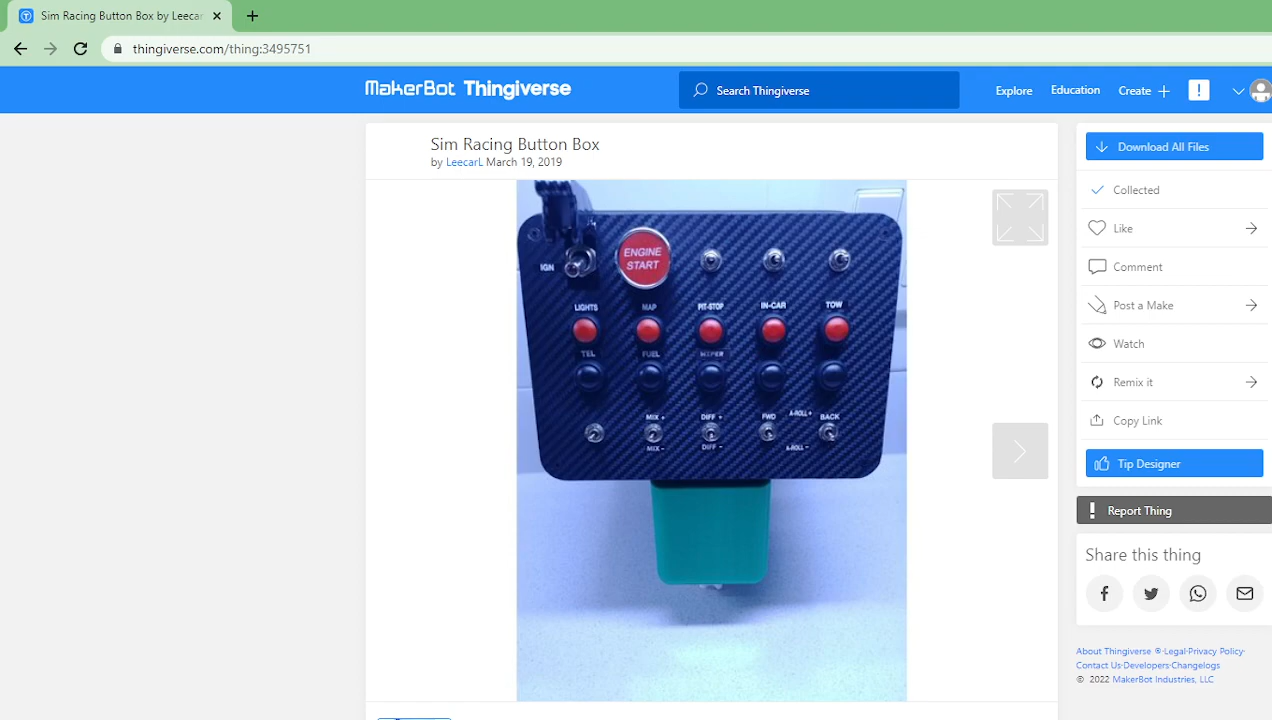 Sim Racing Button Box by Leecar
thingiverse.com/thing:3495751
MakerBot Thingiverse
Search Thingiverse
Explore
Education
Create
Sim Racing Button Box
by LeecarL March 19, 2019
IGN
ENGINE
START
LIGHTS MAP PIT-STOP IN-CAR TOW
TEL FUEL WIPER
MIX + DIFF + FWD A-ROLL+ BACK
MIX - DIFF - A-ROLL -
Download All Files
Collected
Like
Comment
Post a Make
Watch
Remix it
Copy Link
Tip Designer
Report Thing
Share this thing
About Thingiverse ®·Legal·Privacy Policy·
Contact Us·Developers·Changelogs
© 2022 MakerBot Industries, LLC